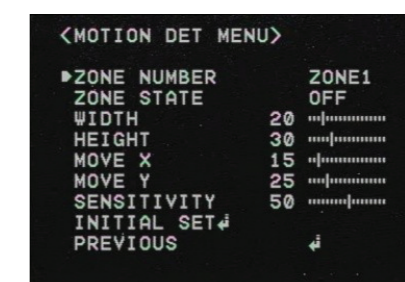 <MOTION DET MENU>
ZONE NUMBER ZONE1
ZONE STATE OFF
WIDTH 20
HEIGHT 30
MOVE X 15
MOVE Y 25
SENSITIVITY 50
INITIAL SET
PREVIOUS